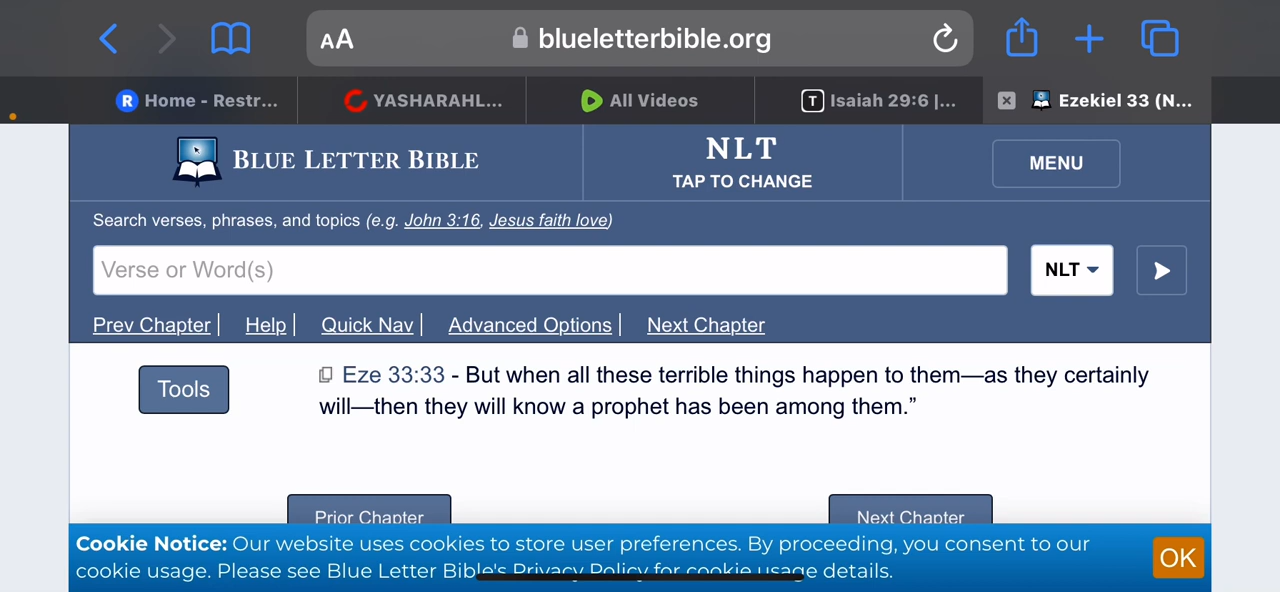 AA blueletterbible.org
R Home - Restr... YASHARAHL... All Videos T Isaiah 29:6 |... Ezekiel 33 (N...
BLUE LETTER BIBLE NLT MENU
TAP TO CHANGE
Search verses, phrases, and topics (e.g. John 3:16, Jesus faith love)
Verse or Word(s) NLT
Prev Chapter | Help | Quick Nav | Advanced Options | Next Chapter
Tools Eze 33:33 - But when all these terrible things happen to them—as they certainly
will—then they will know a prophet has been among them.”
Prior Chapter Next Chapter
Cookie Notice: Our website uses cookies to store user preferences. By proceeding, you consent to our
cookie usage. Please see Blue Letter Bible's Privacy Policy for cookie usage details. OK